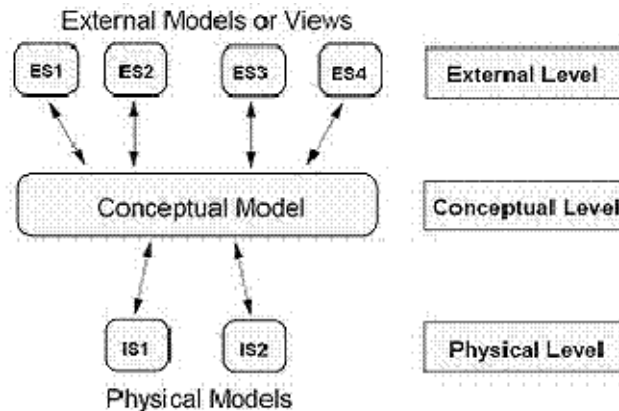 External Models or Views
ES1 ES2 ES3 ES4 External Level
Conceptual Model Conceptual Level
IS1 IS2 Physical Level
Physical Models